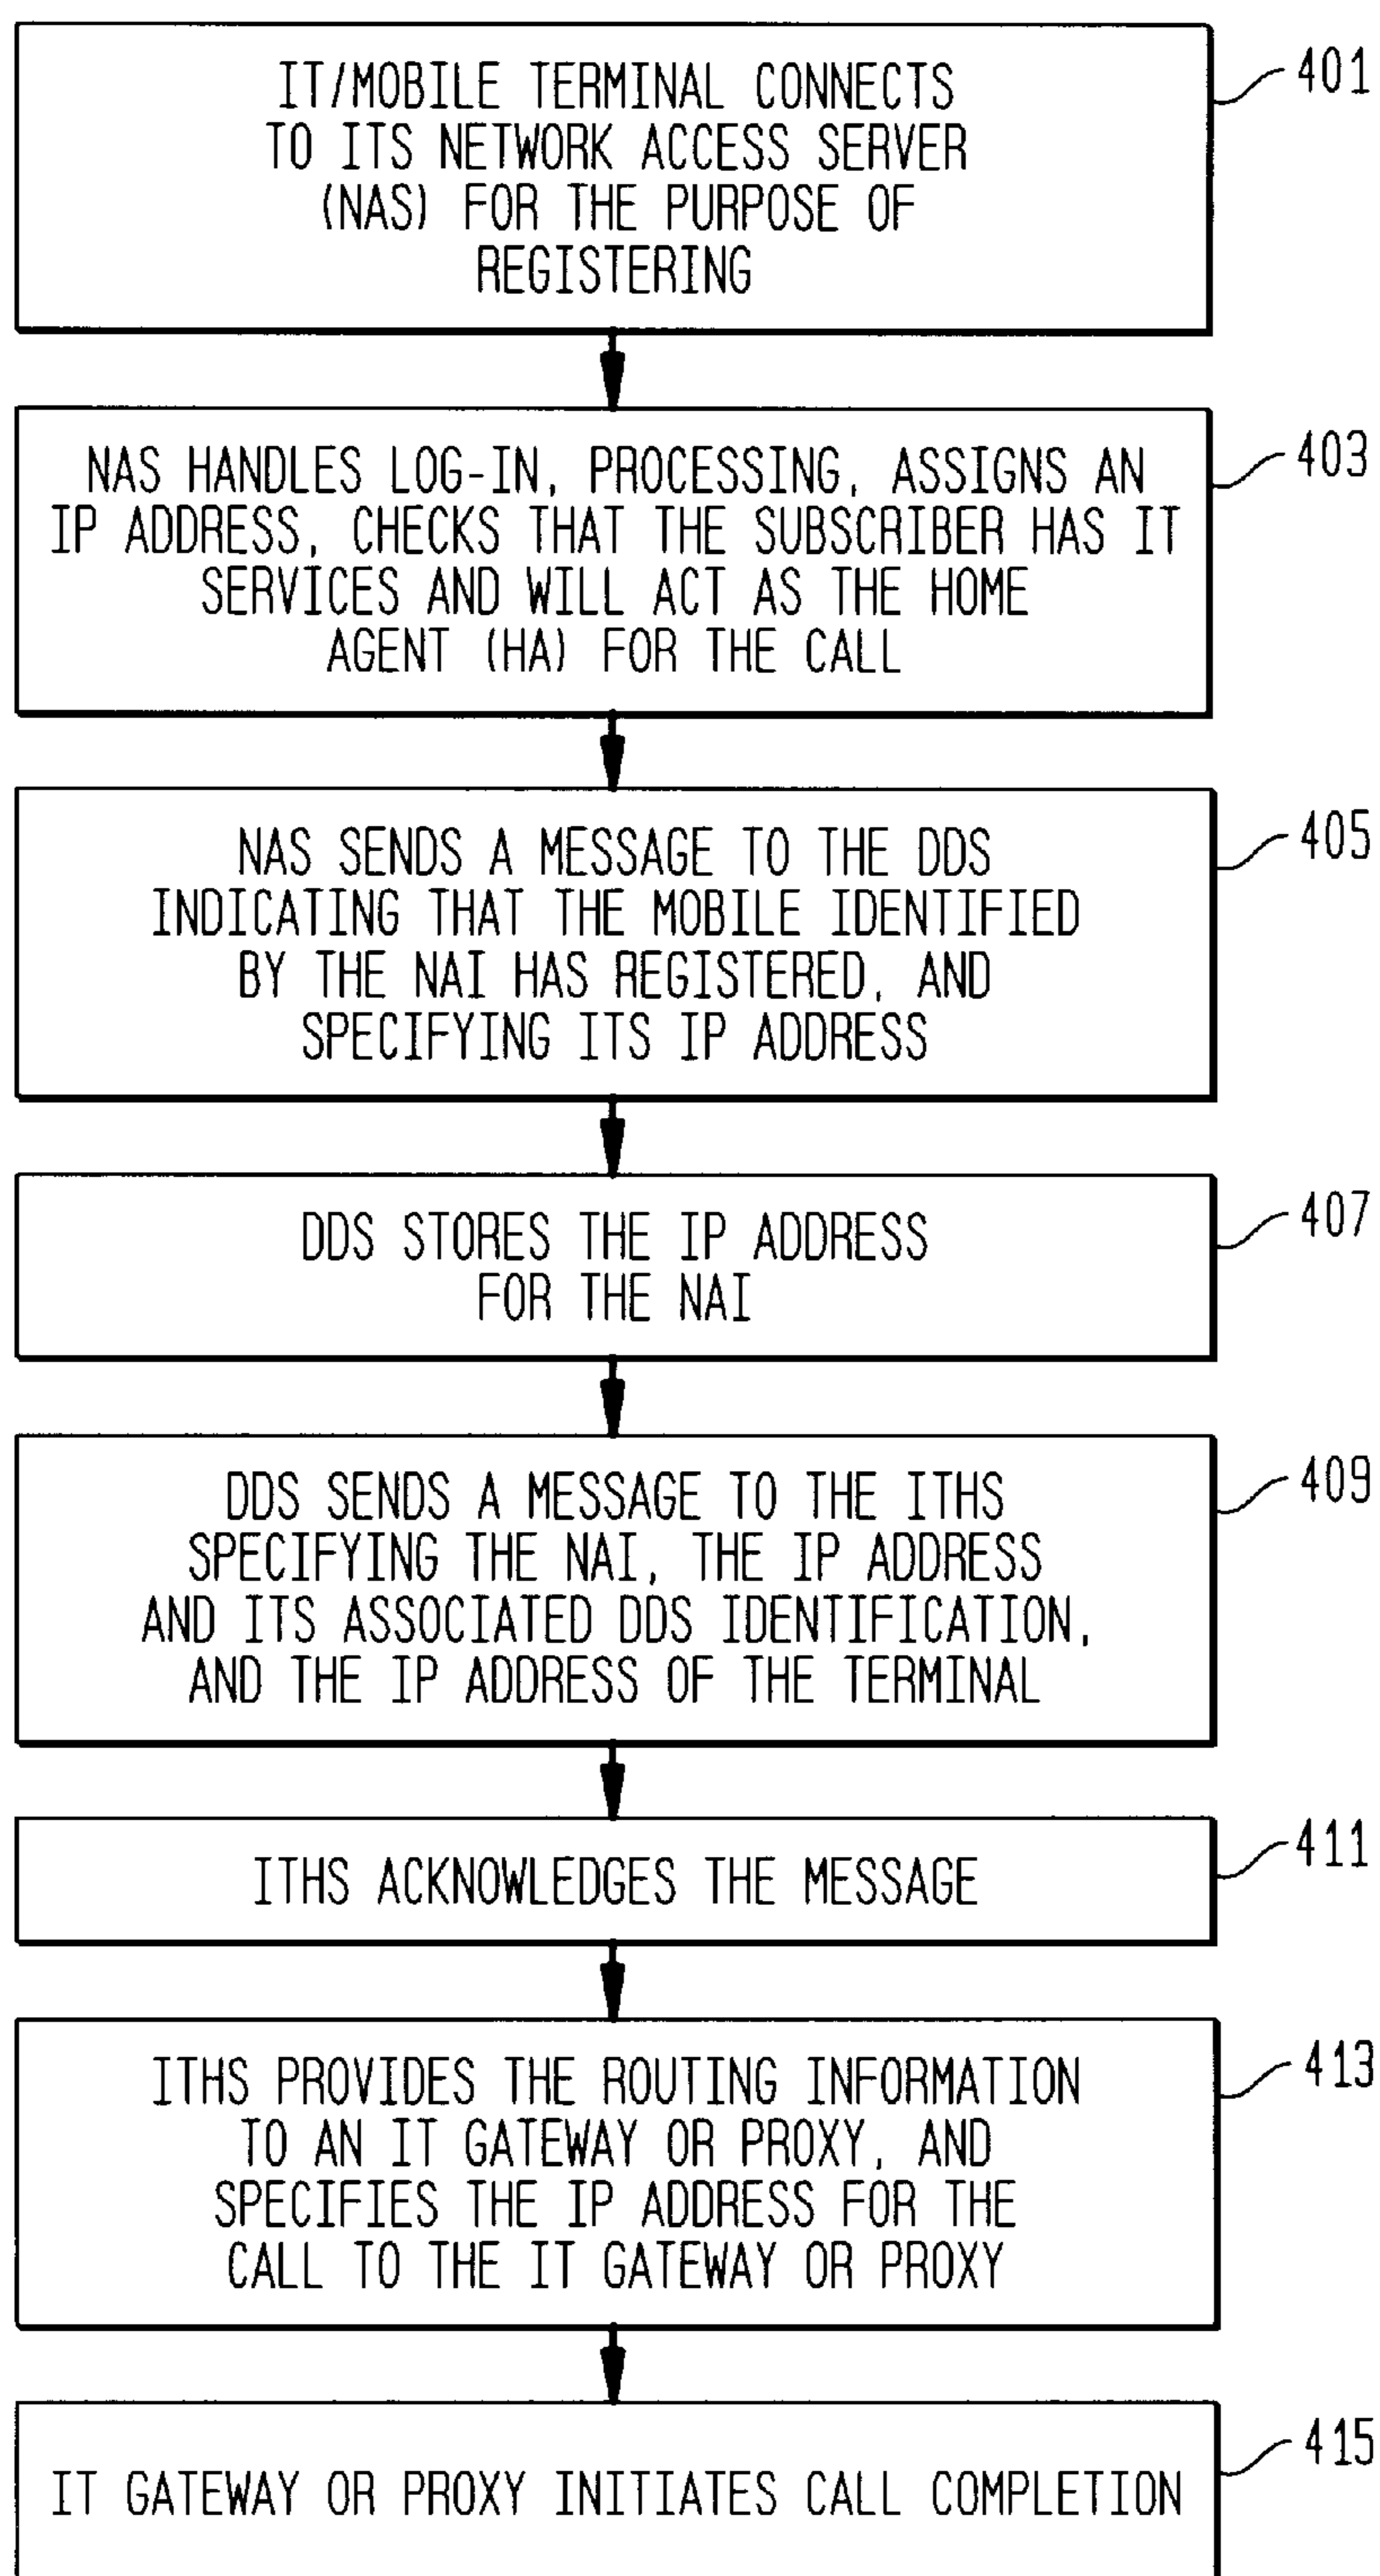 IT/MOBILE TERMINAL CONNECTS
TO ITS NETWORK ACCESS SERVER
(NAS) FOR THE PURPOSE OF
REGISTERING
401
NAS HANDLES LOG-IN, PROCESSING, ASSIGNS AN
IP ADDRESS, CHECKS THAT THE SUBSCRIBER HAS IT
SERVICES AND WILL ACT AS THE HOME
AGENT (HA) FOR THE CALL
403
NAS SENDS A MESSAGE TO THE DDS
INDICATING THAT THE MOBILE IDENTIFIED
BY THE NAI HAS REGISTERED, AND
SPECIFYING ITS IP ADDRESS
405
DDS STORES THE IP ADDRESS
FOR THE NAI
407
DDS SENDS A MESSAGE TO THE ITHS
SPECIFYING THE NAI, THE IP ADDRESS
AND ITS ASSOCIATED DDS IDENTIFICATION,
AND THE IP ADDRESS OF THE TERMINAL
409
ITHS ACKNOWLEDGES THE MESSAGE
411
ITHS PROVIDES THE ROUTING INFORMATION
TO AN IT GATEWAY OR PROXY, AND
SPECIFIES THE IP ADDRESS FOR THE
CALL TO THE IT GATEWAY OR PROXY
413
IT GATEWAY OR PROXY INITIATES CALL COMPLETION
415